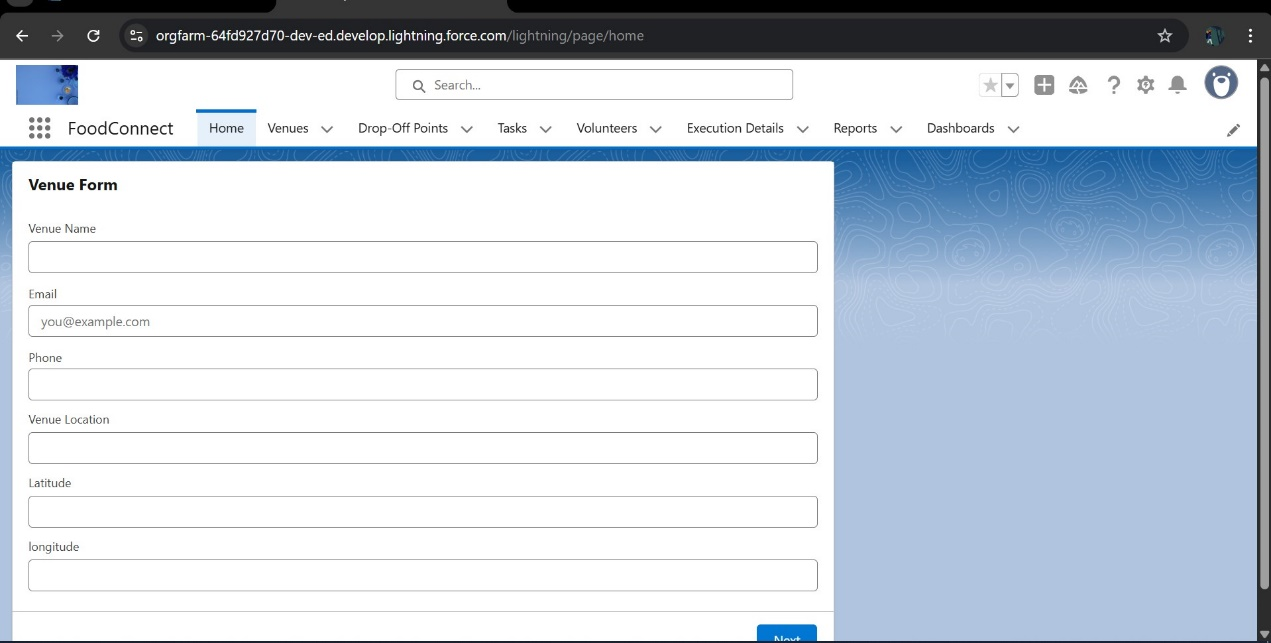 orgfarm-64fd927d70-dev-ed.develop.lightning.force.com/lightning/page/home
Search...
FoodConnect Home Venues Drop-Off Points Tasks Volunteers Execution Details Reports Dashboards
Venue Form
Venue Name
Email
you@example.com
Phone
Venue Location
Latitude
longitude
Next